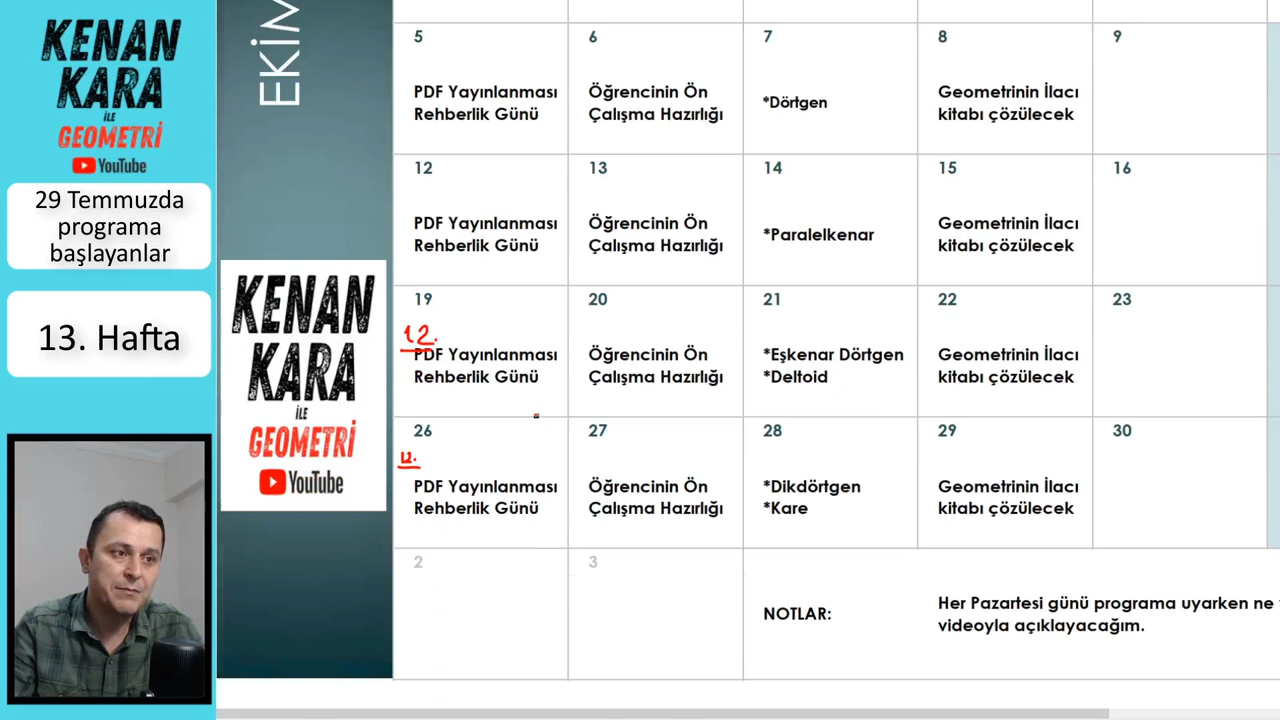 KENAN
KARA
İLE
GEOMETRİ
YouTube
29 Temmuzda
programa
başlayanlar
13. Hafta
EKİM
KENAN
KARA
İLE
GEOMETRİ
YouTube
5 6 7 8 9
PDF Yayınlanması
Rehberlik Günü
Öğrencinin Ön
Çalışma Hazırlığı
*Dörtgen
Geometrinin İlacı
kitabı çözülecek
12 13 14 15 16
PDF Yayınlanması
Rehberlik Günü
Öğrencinin Ön
Çalışma Hazırlığı
*Paralelkenar
Geometrinin İlacı
kitabı çözülecek
19 20 21 22 23
12.
PDF Yayınlanması
Rehberlik Günü
Öğrencinin Ön
Çalışma Hazırlığı
*Eşkenar Dörtgen
*Deltoid
Geometrinin İlacı
kitabı çözülecek
26 27 28 29 30
PDF Yayınlanması
Rehberlik Günü
Öğrencinin Ön
Çalışma Hazırlığı
*Dikdörtgen
*Kare
Geometrinin İlacı
kitabı çözülecek
2 3
NOTLAR:
Her Pazartesi günü programa uyarken ne
videoyla açıklayacağım.